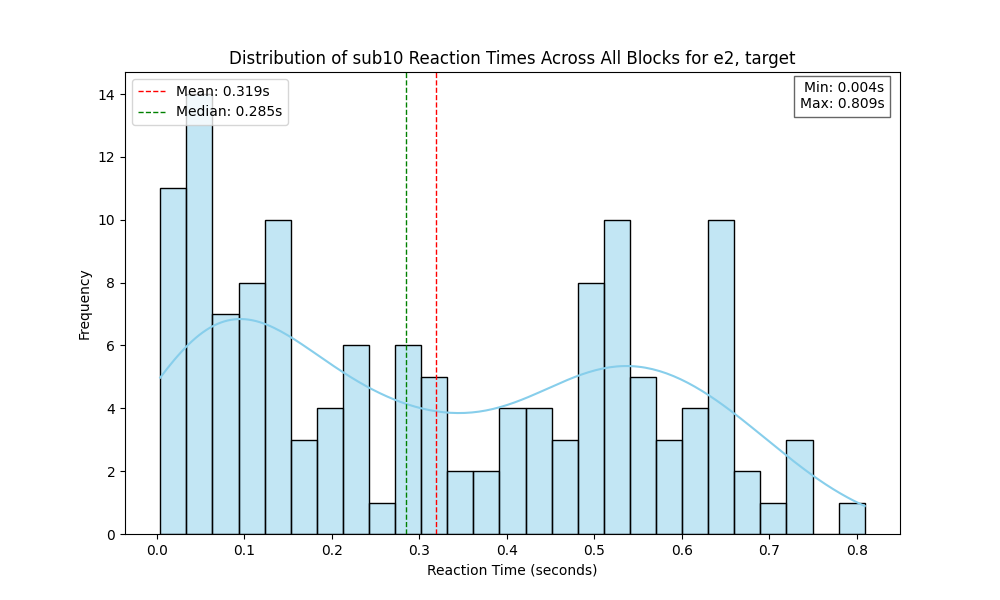 Distribution of sub10 Reaction Times Across All Blocks for e2, target
Mean: 0.319s
Median: 0.285s
Min: 0.004s
Max: 0.809s
14
12
10
8
6
4
2
0
Frequency
0.0 0.1 0.2 0.3 0.4 0.5 0.6 0.7 0.8
Reaction Time (seconds)